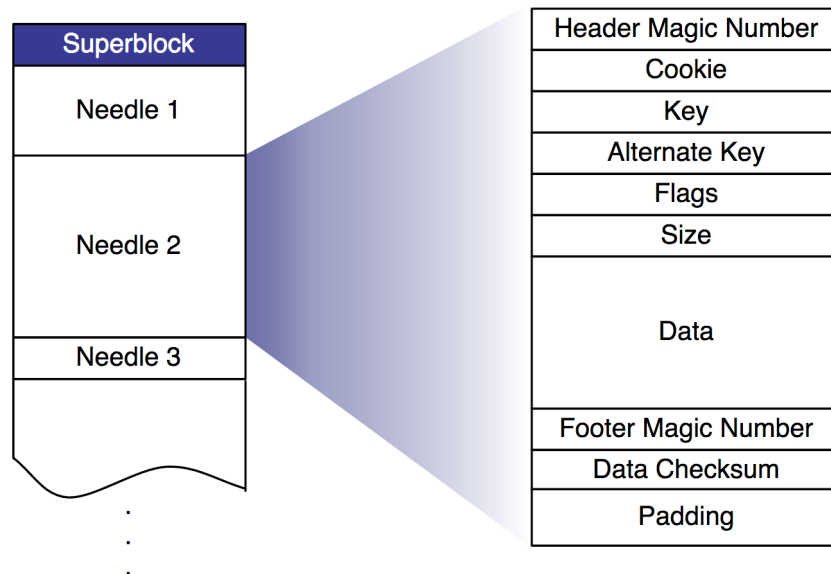 Superblock
Needle 1
Needle 2
Needle 3
.
.
.
Header Magic Number
Cookie
Key
Alternate Key
Flags
Size
Data
Footer Magic Number
Data Checksum
Padding